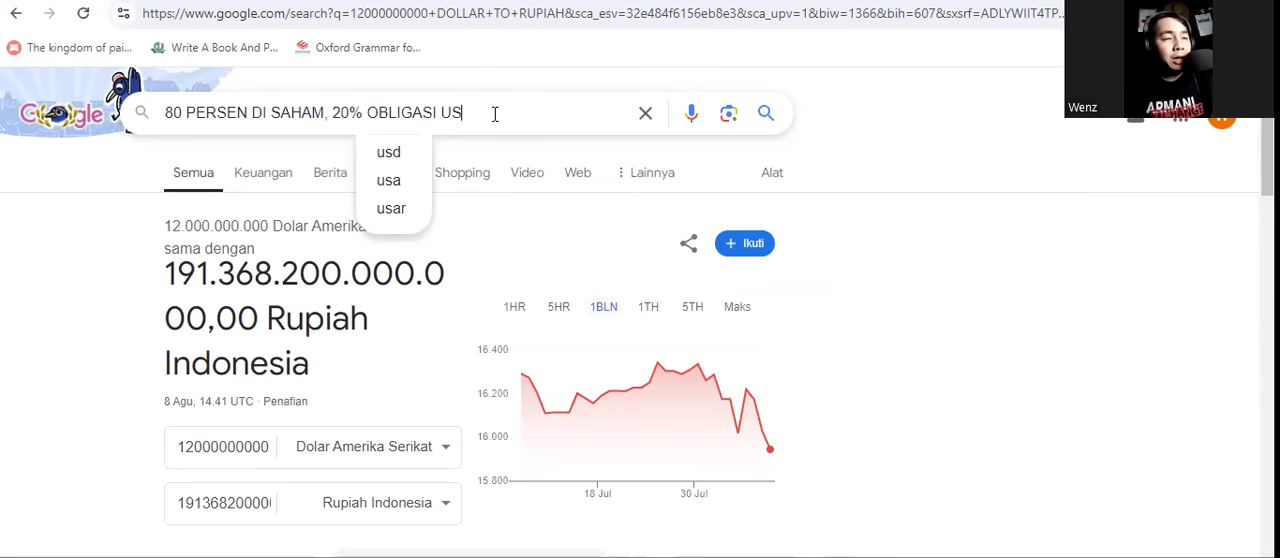 https://www.google.com/search?q=12000000000+DOLLAR+TO+RUPIAH&sca_esv=32e484f6156eb8e3&sca_upv=1&biw=1366&bih=607&sxsrf=ADLYWIIT4TP...
The kingdom of pai...
Write A Book And P...
Oxford Grammar fo...
Wenz
ARMANI
Google
80 PERSEN DI SAHAM, 20% OBLIGASI US
usd
usa
usar
Semua Keuangan Berita Shopping Video Web Lainnya Alat
12.000.000.000 Dolar Amerika
sama dengan
191.368.200.000.0
00,00 Rupiah
Indonesia
8 Agu, 14.41 UTC · Penafian
12000000000 Dolar Amerika Serikat
19136820000 Rupiah Indonesia
+ Ikuti
1HR 5HR 1BLN 1TH 5TH Maks
16.400
16.200
16.000
15.800
18 Jul 30 Jul